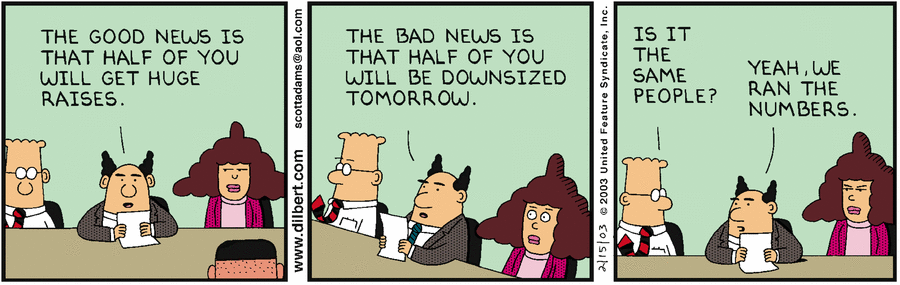 THE GOOD NEWS IS
THAT HALF OF YOU
WILL GET HUGE
RAISES.
www.dilbert.com
scottadams@aol.com
THE BAD NEWS IS
THAT HALF OF YOU
WILL BE DOWNSIZED
TOMORROW.
2/15/03 © 2003 United Feature Syndicate, Inc.
IS IT
THE
SAME
PEOPLE?
YEAH, WE
RAN THE
NUMBERS.